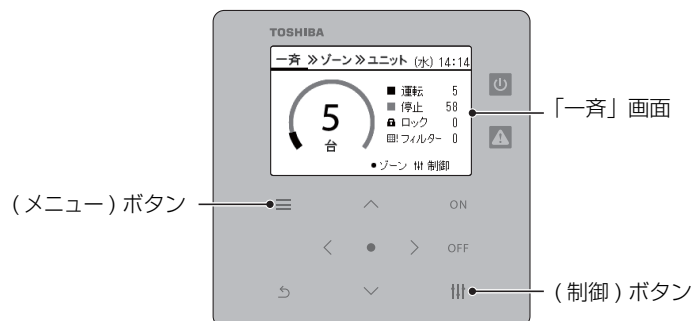 TOSHIBA
一斉 ≫ ゾーン ≫ ユニット (水) 14:14
5
台
■ 運転 5
■ 停止 58
ロック 0
フィルター 0
●ゾーン 制御
「一斉」画面
(メニュー) ボタン
ON
OFF
(制御) ボタン